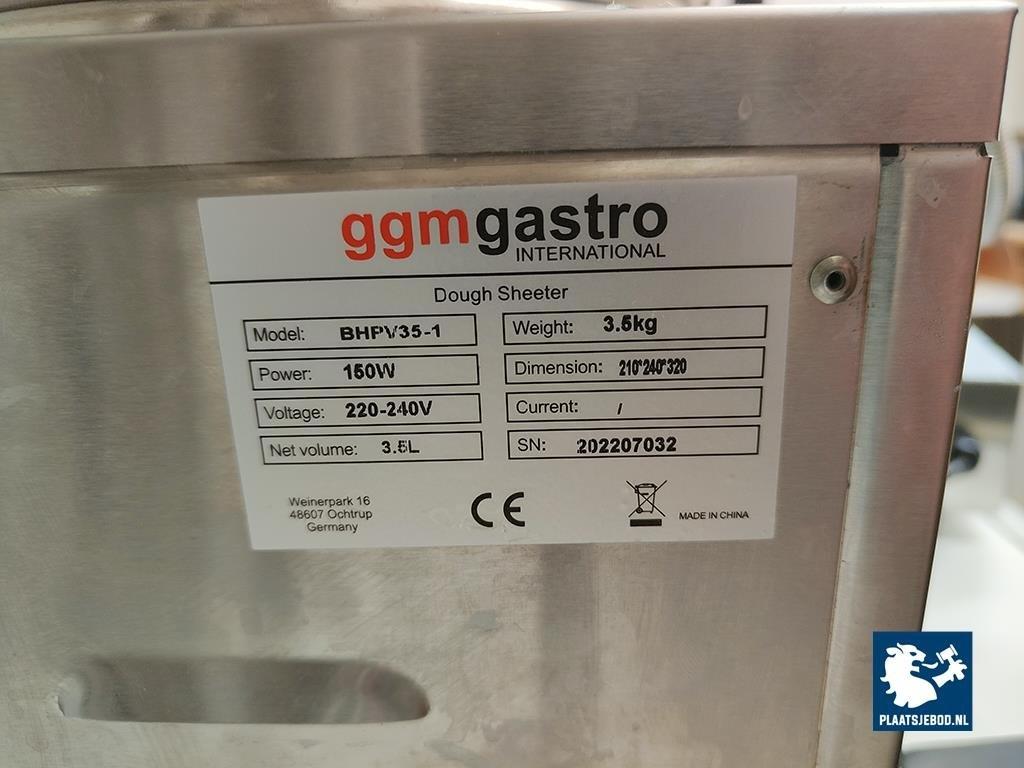 ggmgastro
INTERNATIONAL
Dough Sheeter
Model: BHPV35-1
Weight: 3.5kg
Power: 150W
Dimension: 210*240*320
Voltage: 220-240V
Current: /
Net volume: 3.5L
SN: 202207032
Weinerpark 16
48607 Ochtrup
Germany
CE
MADE IN CHINA
PLAATSJEBOD.NL